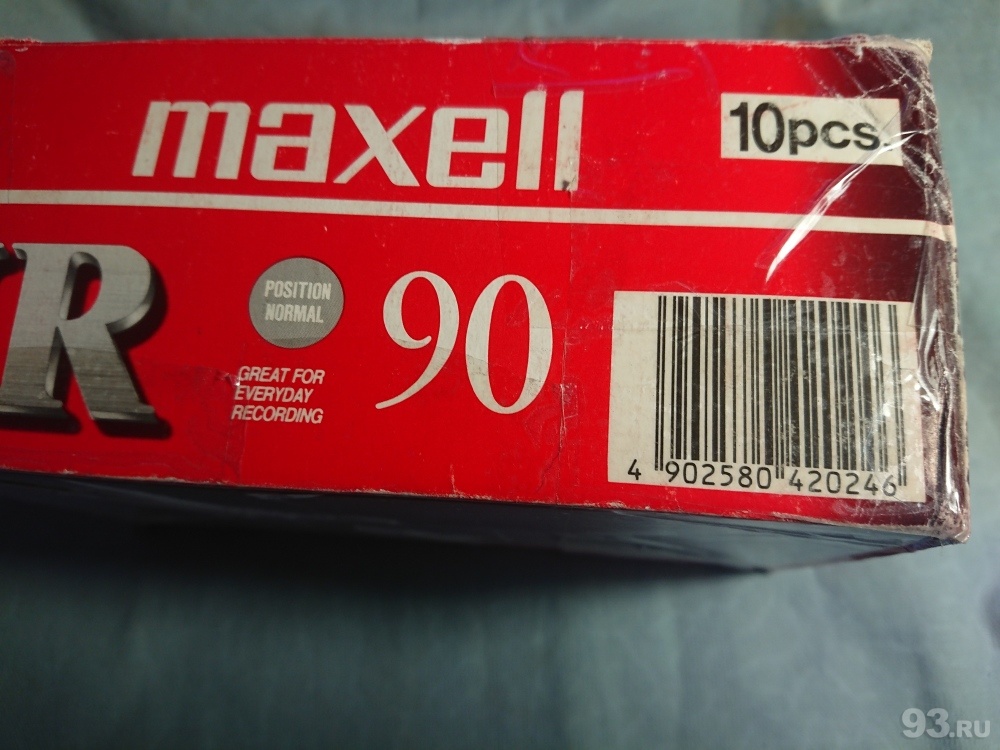 maxell
10pcs.
R
POSITION
NORMAL
90
GREAT FOR
EVERYDAY
RECORDING
4 902580 420246
93.RU